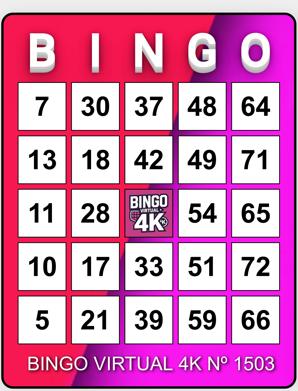 B I N G O
7 30 37 48 64
13 18 42 49 71
11 28 BINGO VIRTUAL 4K 54 65
10 17 33 51 72
5 21 39 59 66
BINGO VIRTUAL 4K Nº 1503